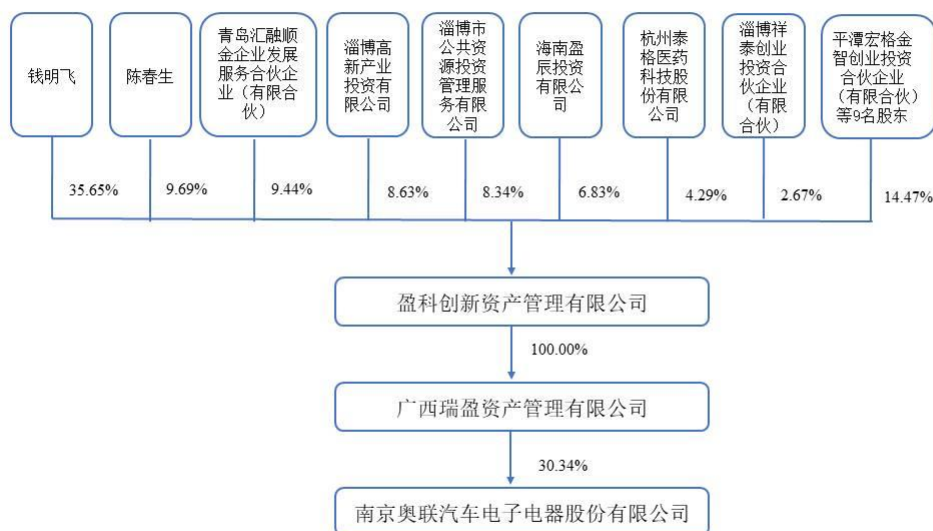 钱明飞
陈春生
青岛汇融顺
金企业发展
服务合伙企
业（有限合
伙）
淄博高
新产业
投资有
限公司
淄博市
公共资
源投资
管理服
务有限
公司
海南盈
辰投资
有限公
司
杭州泰
格医药
科技股
份有限
公司
淄博祥
泰创业
投资合
伙企业
（有限
合伙）
平潭宏格金
智创业投资
合伙企业
（有限合伙）
等9名股东
35.65%
9.69%
9.44%
8.63%
8.34%
6.83%
4.29%
2.67%
14.47%
盈科创新资产管理有限公司
100.00%
广西瑞盈资产管理有限公司
30.34%
南京奥联汽车电子电器股份有限公司